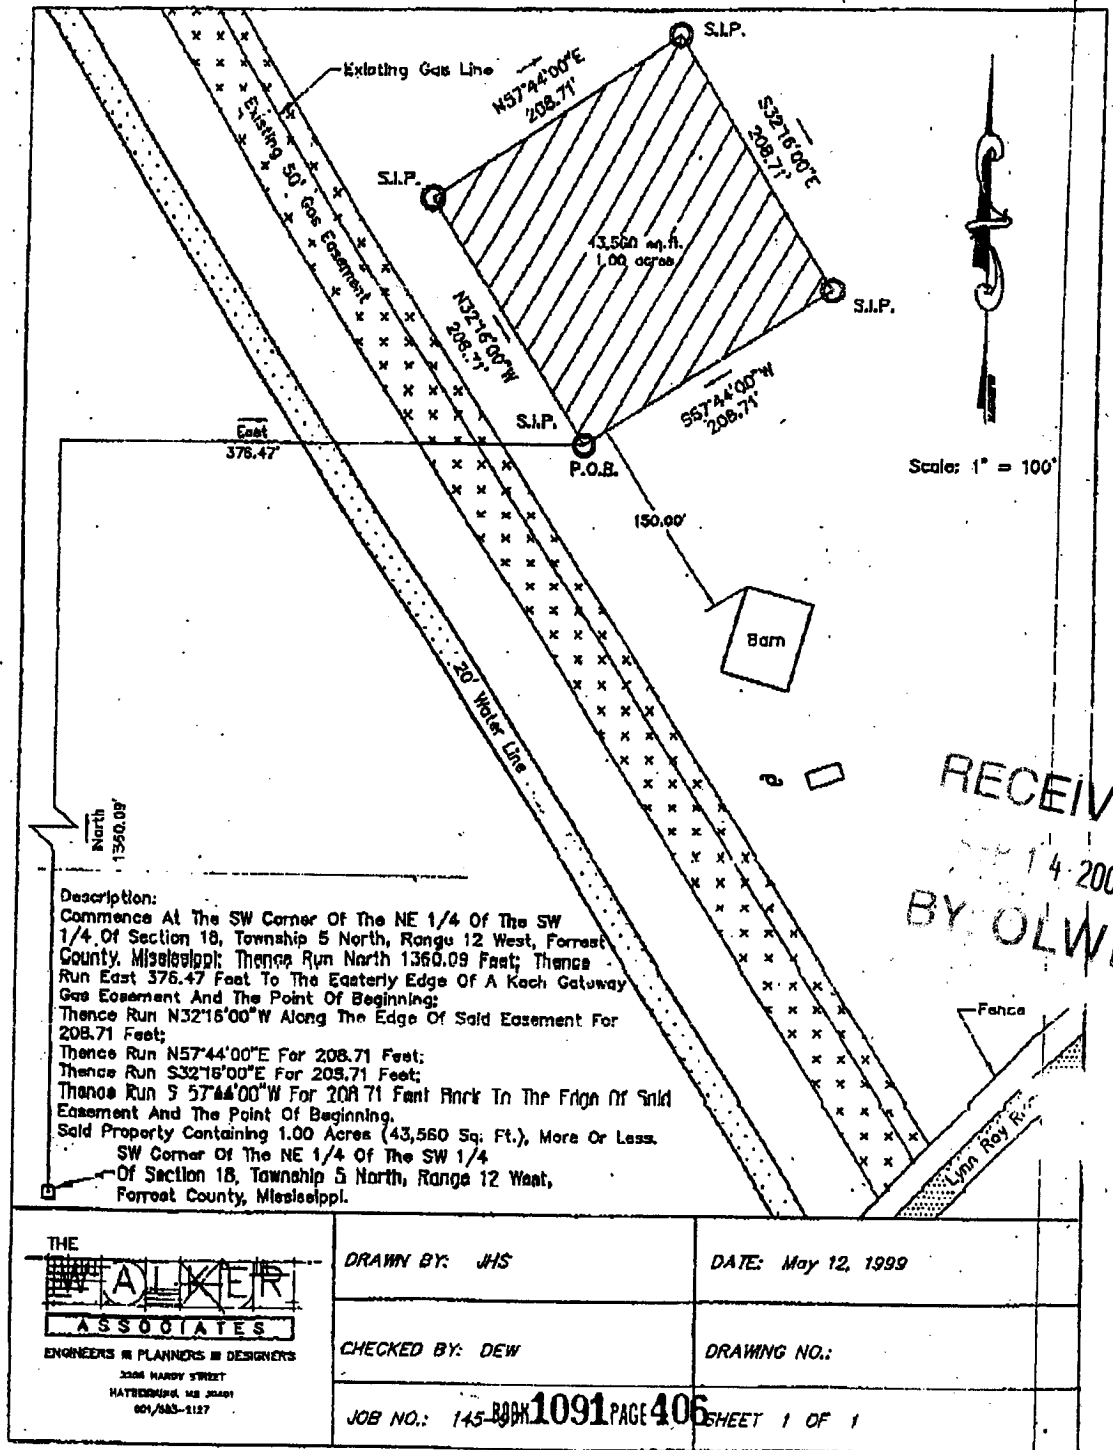 S.I.P.
Existing Gas Line
N57°44'00"E
208.71'
S32°16'00"E
208.71'
Existing 50' Gas Easement
S.I.P.
43,560 sq.ft.
1.00 acres
S.I.P.
N32°16'00"W
208.71'
S57°44'00"W
208.71'
S.I.P.
East
376.47'
P.O.B.
Scale: 1" = 100'
150.00'
Barn
20' Water Line
North
1360.09'
RECEIV
14 200
BY: OLW
Description:
Commence At The SW Corner Of The NE 1/4 Of The SW
1/4 Of Section 18, Township 5 North, Range 12 West, Forrest
County, Mississippi; Thence Run North 1360.09 Feet; Thence
Run East 376.47 Feet To The Easterly Edge Of A Koch Gateway
Gas Easement And The Point Of Beginning;
Thence Run N32°16'00"W Along The Edge Of Said Easement For
208.71 Feet;
Thence Run N57°44'00"E For 208.71 Feet;
Thence Run S32°16'00"E For 208.71 Feet;
Thence Run S 57°44'00"W For 208.71 Feet Back To The Edge Of Said
Easement And The Point Of Beginning.
Said Property Containing 1.00 Acres (43,560 Sq. Ft.), More Or Less.
SW Corner Of The NE 1/4 Of The SW 1/4
Of Section 18, Township 5 North, Range 12 West,
Forrest County, Mississippi.
Fence
Lynn Ray
THE
WALKER
ASSOCIATES
ENGINEERS ■ PLANNERS ■ DESIGNERS
HARDY STREET
HATTIESBURG, MS
DRAWN BY: JHS
DATE: May 12, 1999
CHECKED BY: DEW
DRAWING NO.:
JOB NO.: 145-
BOOK 1091 PAGE 406
SHEET 1 OF 1